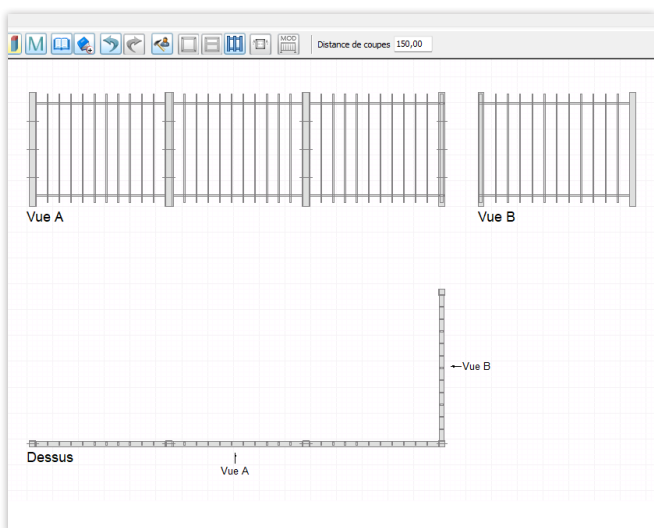 M
MOD
Distance de coupes 150,00
Vue A
Vue B
Vue B
Dessus
Vue A